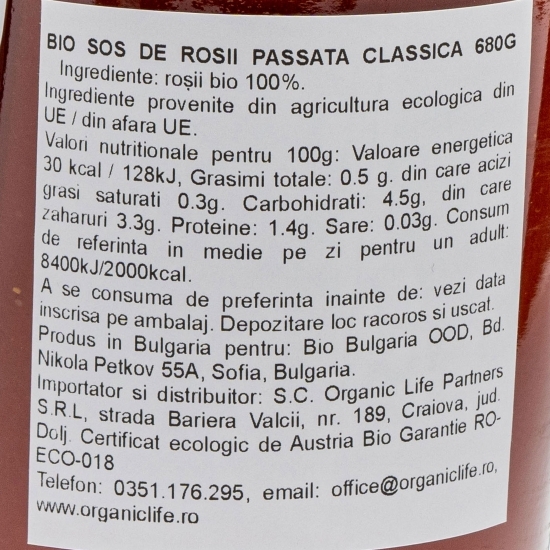 BIO SOS DE ROSII PASSATA CLASSICA 680G
Ingrediente: roșii bio 100%.
Ingrediente provenite din agricultura ecologica din
UE / din afara UE.
Valori nutritionale pentru 100g: Valoare energetica
30 kcal / 128kJ, Grasimi totale: 0.5 g. din care acizi
grasi saturati 0.3g. Carbohidrati: 4.5g, din care
zaharuri 3.3g. Proteine: 1.4g. Sare: 0.03g. Consum
de referinta in medie pe zi pentru un adult:
8400kJ/2000kcal.
A se consuma de preferinta inainte de: vezi data
inscrisa pe ambalaj. Depozitare loc racoros si uscat.
Produs in Bulgaria pentru: Bio Bulgaria OOD, Bd.
Nikola Petkov 55A, Sofia, Bulgaria.
Importator si distribuitor: S.C. Organic Life Partners
S.R.L, strada Bariera Valcii, nr. 189, Craiova, jud.
Dolj. Certificat ecologic de Austria Bio Garantie RO-
ECO-018
Telefon: 0351.176.295, email: office@organiclife.ro,
www.organiclife.ro